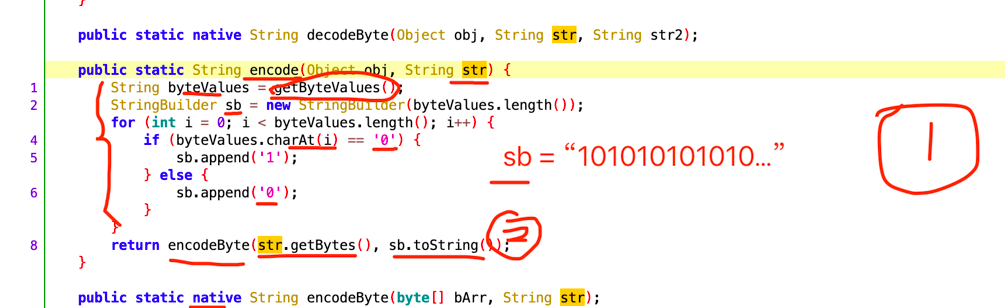 }
public static native String decodeByte(Object obj, String str, String str2);
public static String encode(Object obj, String str) {
1 String byteValues = getByteValues();
2 StringBuilder sb = new StringBuilder(byteValues.length());
for (int i = 0; i < byteValues.length(); i++) {
4 if (byteValues.charAt(i) == '0') {
5 sb.append('1');
} else {
6 sb.append('0');
}
}
sb = “101010101010...”
1
8 return encodeByte(str.getBytes(), sb.toString());
}
public static native String encodeByte(byte[] bArr, String str);